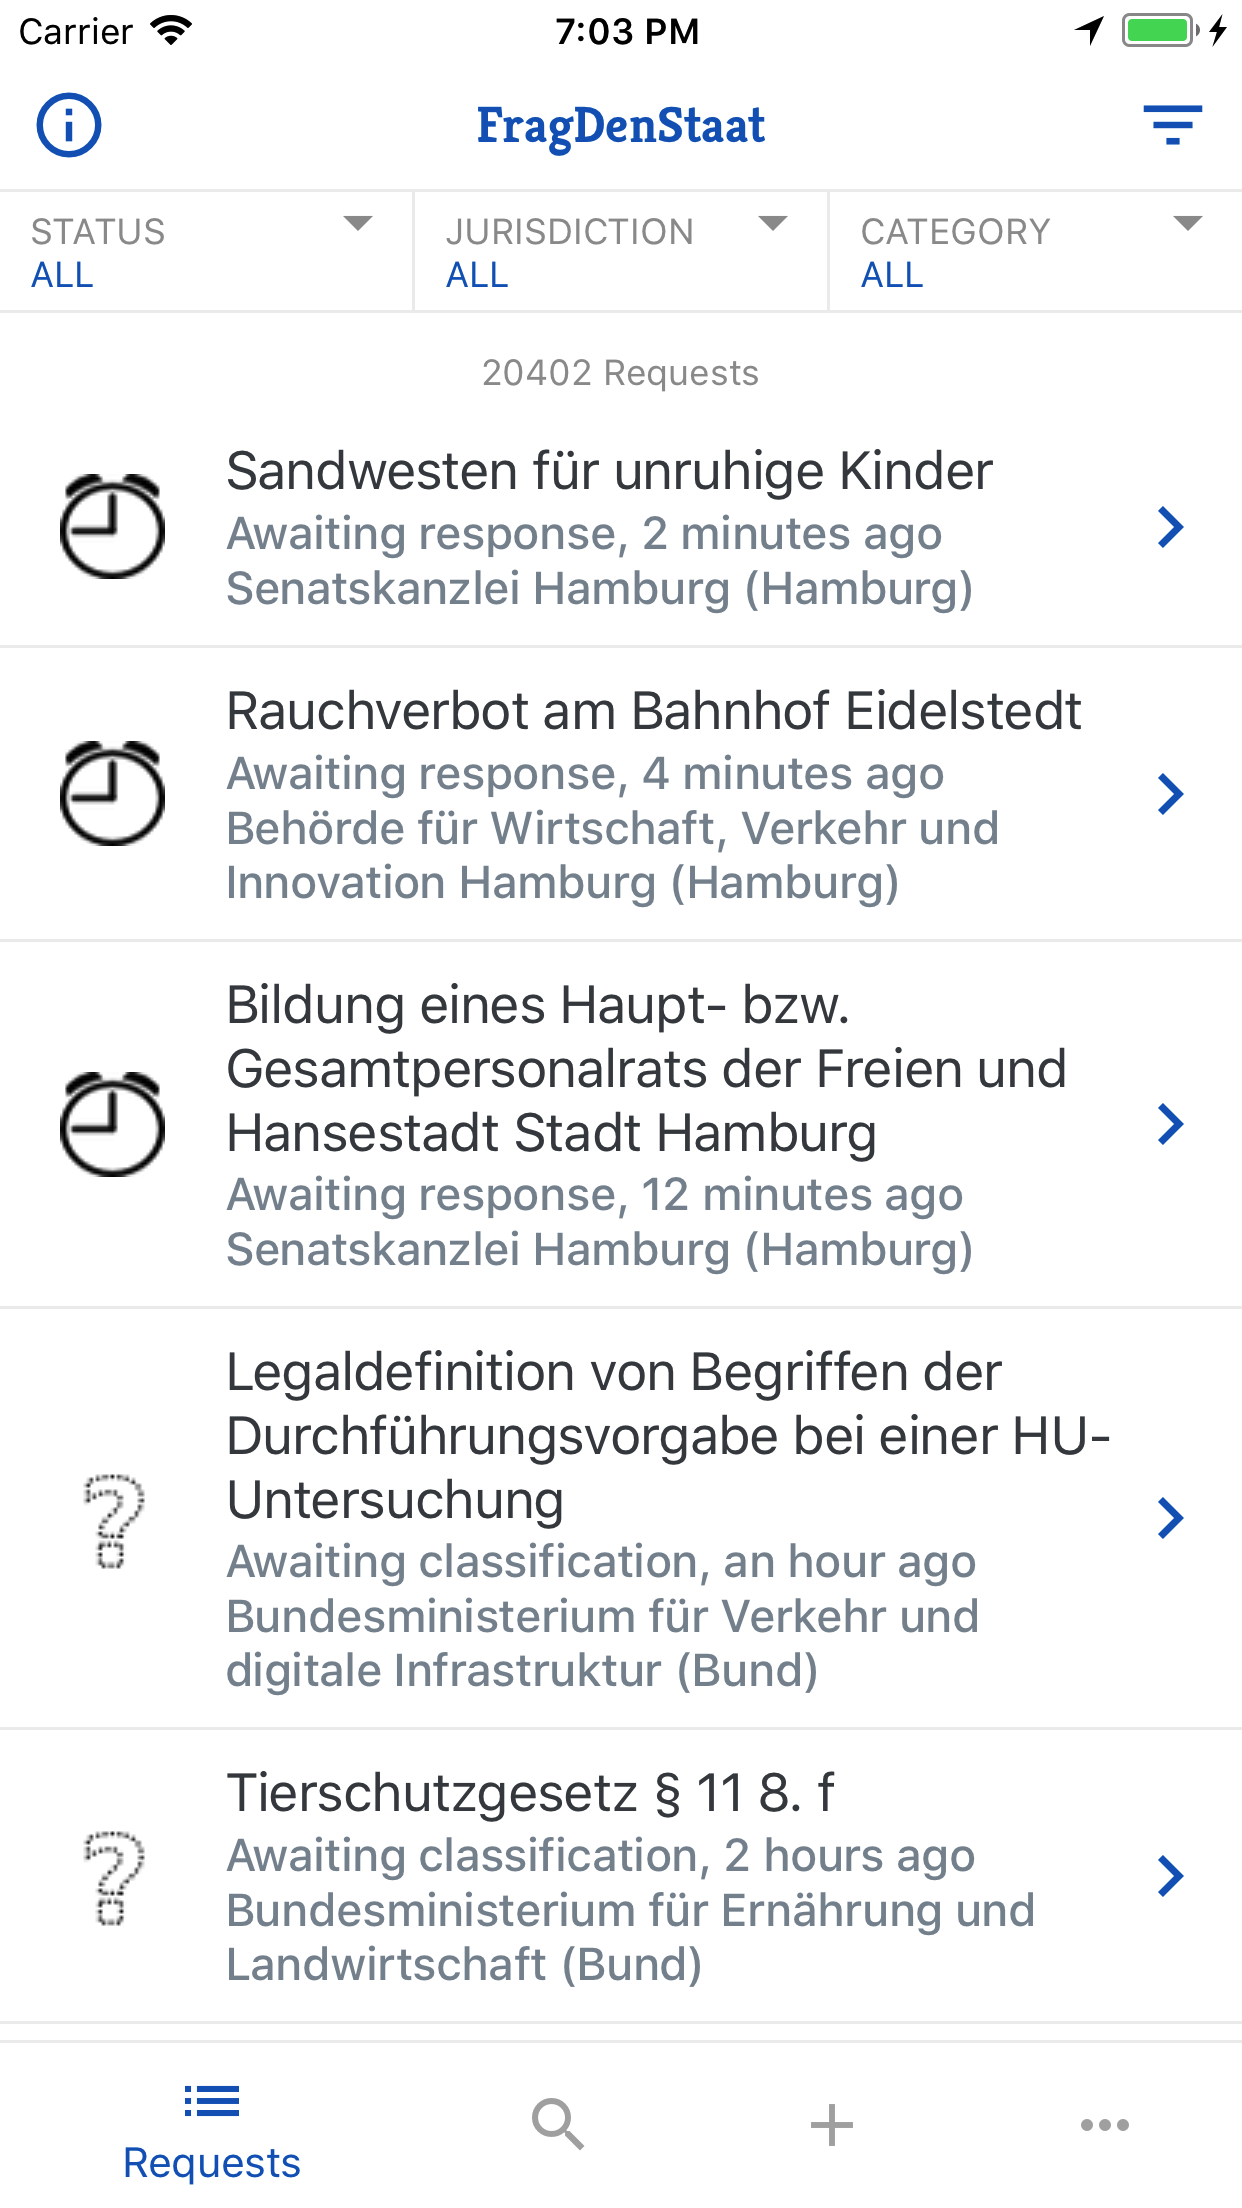 Carrier 7:03 PM
FragDenStaat
STATUS JURISDICTION CATEGORY
ALL ALL ALL
20402 Requests
Sandwesten für unruhige Kinder
Awaiting response, 2 minutes ago
Senatskanzlei Hamburg (Hamburg)
Rauchverbot am Bahnhof Eidelstedt
Awaiting response, 4 minutes ago
Behörde für Wirtschaft, Verkehr und
Innovation Hamburg (Hamburg)
Bildung eines Haupt- bzw.
Gesamtpersonalrats der Freien und
Hansestadt Stadt Hamburg
Awaiting response, 12 minutes ago
Senatskanzlei Hamburg (Hamburg)
Legaldefinition von Begriffen der
Durchführungsvorgabe bei einer HU-
Untersuchung
Awaiting classification, an hour ago
Bundesministerium für Verkehr und
digitale Infrastruktur (Bund)
Tierschutzgesetz § 11 8. f
Awaiting classification, 2 hours ago
Bundesministerium für Ernährung und
Landwirtschaft (Bund)
Requests